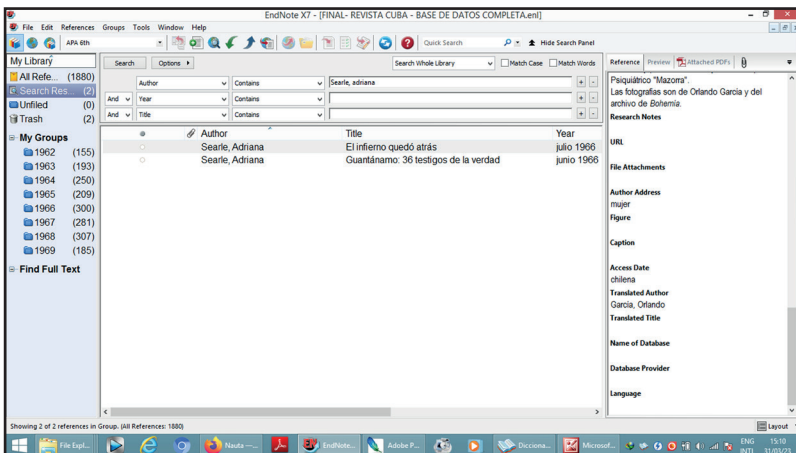 EndNote X7 - [FINAL- REVISTA CUBA - BASE DE DATOS COMPLETA.enl]
File Edit References Groups Tools Window Help
APA 6th
Quick Search
Hide Search Panel
My Library
All Refe... (1880)
Search Res... (2)
Unfiled (0)
Trash (2)
My Groups
1962 (155)
1963 (193)
1964 (250)
1965 (209)
1966 (300)
1967 (281)
1968 (307)
1969 (185)
Find Full Text
Search Options Search Whole Library Match Case Match Words
Author Contains Searle, adriana
And Year Contains
And Title Contains
Author Title Year
Searle, Adriana El infierno quedó atrás julio 1966
Searle, Adriana Guantánamo: 36 testigos de la verdad junio 1966
Reference Preview Attached PDFs
Psiquiátrico "Mazorra".
Las fotografías son de Orlando García y del
archivo de Bohemia.
Research Notes
URL
File Attachments
Author Address
mujer
Figure
Caption
Access Date
chilena
Translated Author
García, Orlando
Translated Title
Name of Database
Database Provider
Language
Showing 2 of 2 references in Group. (All References: 1880)
Layout
File Expl...
Nauta —...
EndNote...
Adobe P...
Dicciona...
Microsof...
ENG
INTL
15:10
31/03/23